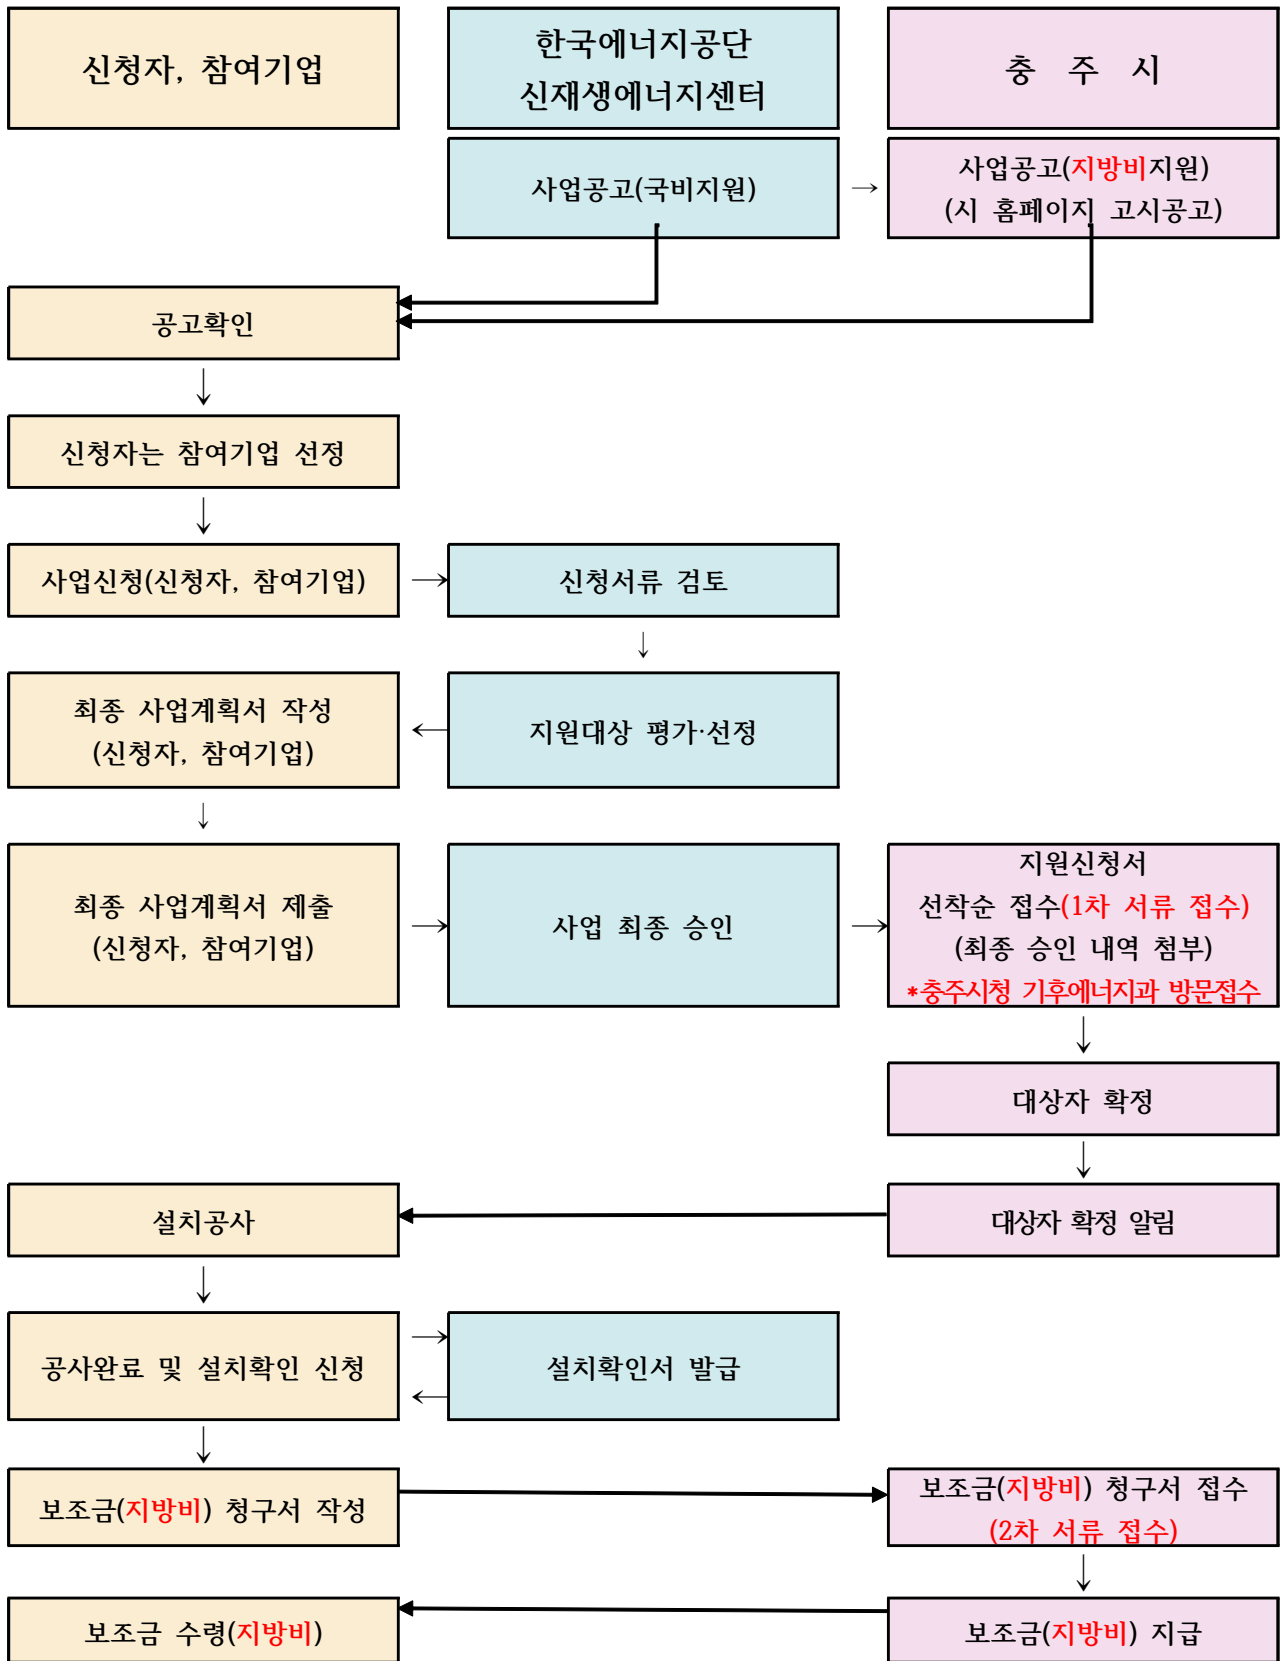 신청자, 참여기업
한국에너지공단
신재생에너지센터
충 주 시
사업공고(국비지원)
→
사업공고(지방비지원)
(시 홈페이지 고시공고)
공고확인
↓
신청자는 참여기업 선정
↓
사업신청(신청자, 참여기업)
→
신청서류 검토
↓
최종 사업계획서 작성
(신청자, 참여기업)
←
지원대상 평가·선정
↓
최종 사업계획서 제출
(신청자, 참여기업)
→
사업 최종 승인
→
지원신청서
선착순 접수(1차 서류 접수)
(최종 승인 내역 첨부)
*충주시청 기후에너지과 방문접수
↓
대상자 확정
↓
설치공사
대상자 확정 알림
↓
공사완료 및 설치확인 신청
→
←
설치확인서 발급
↓
보조금(지방비) 청구서 작성
보조금(지방비) 청구서 접수
(2차 서류 접수)
↓
보조금 수령(지방비)
보조금(지방비) 지급